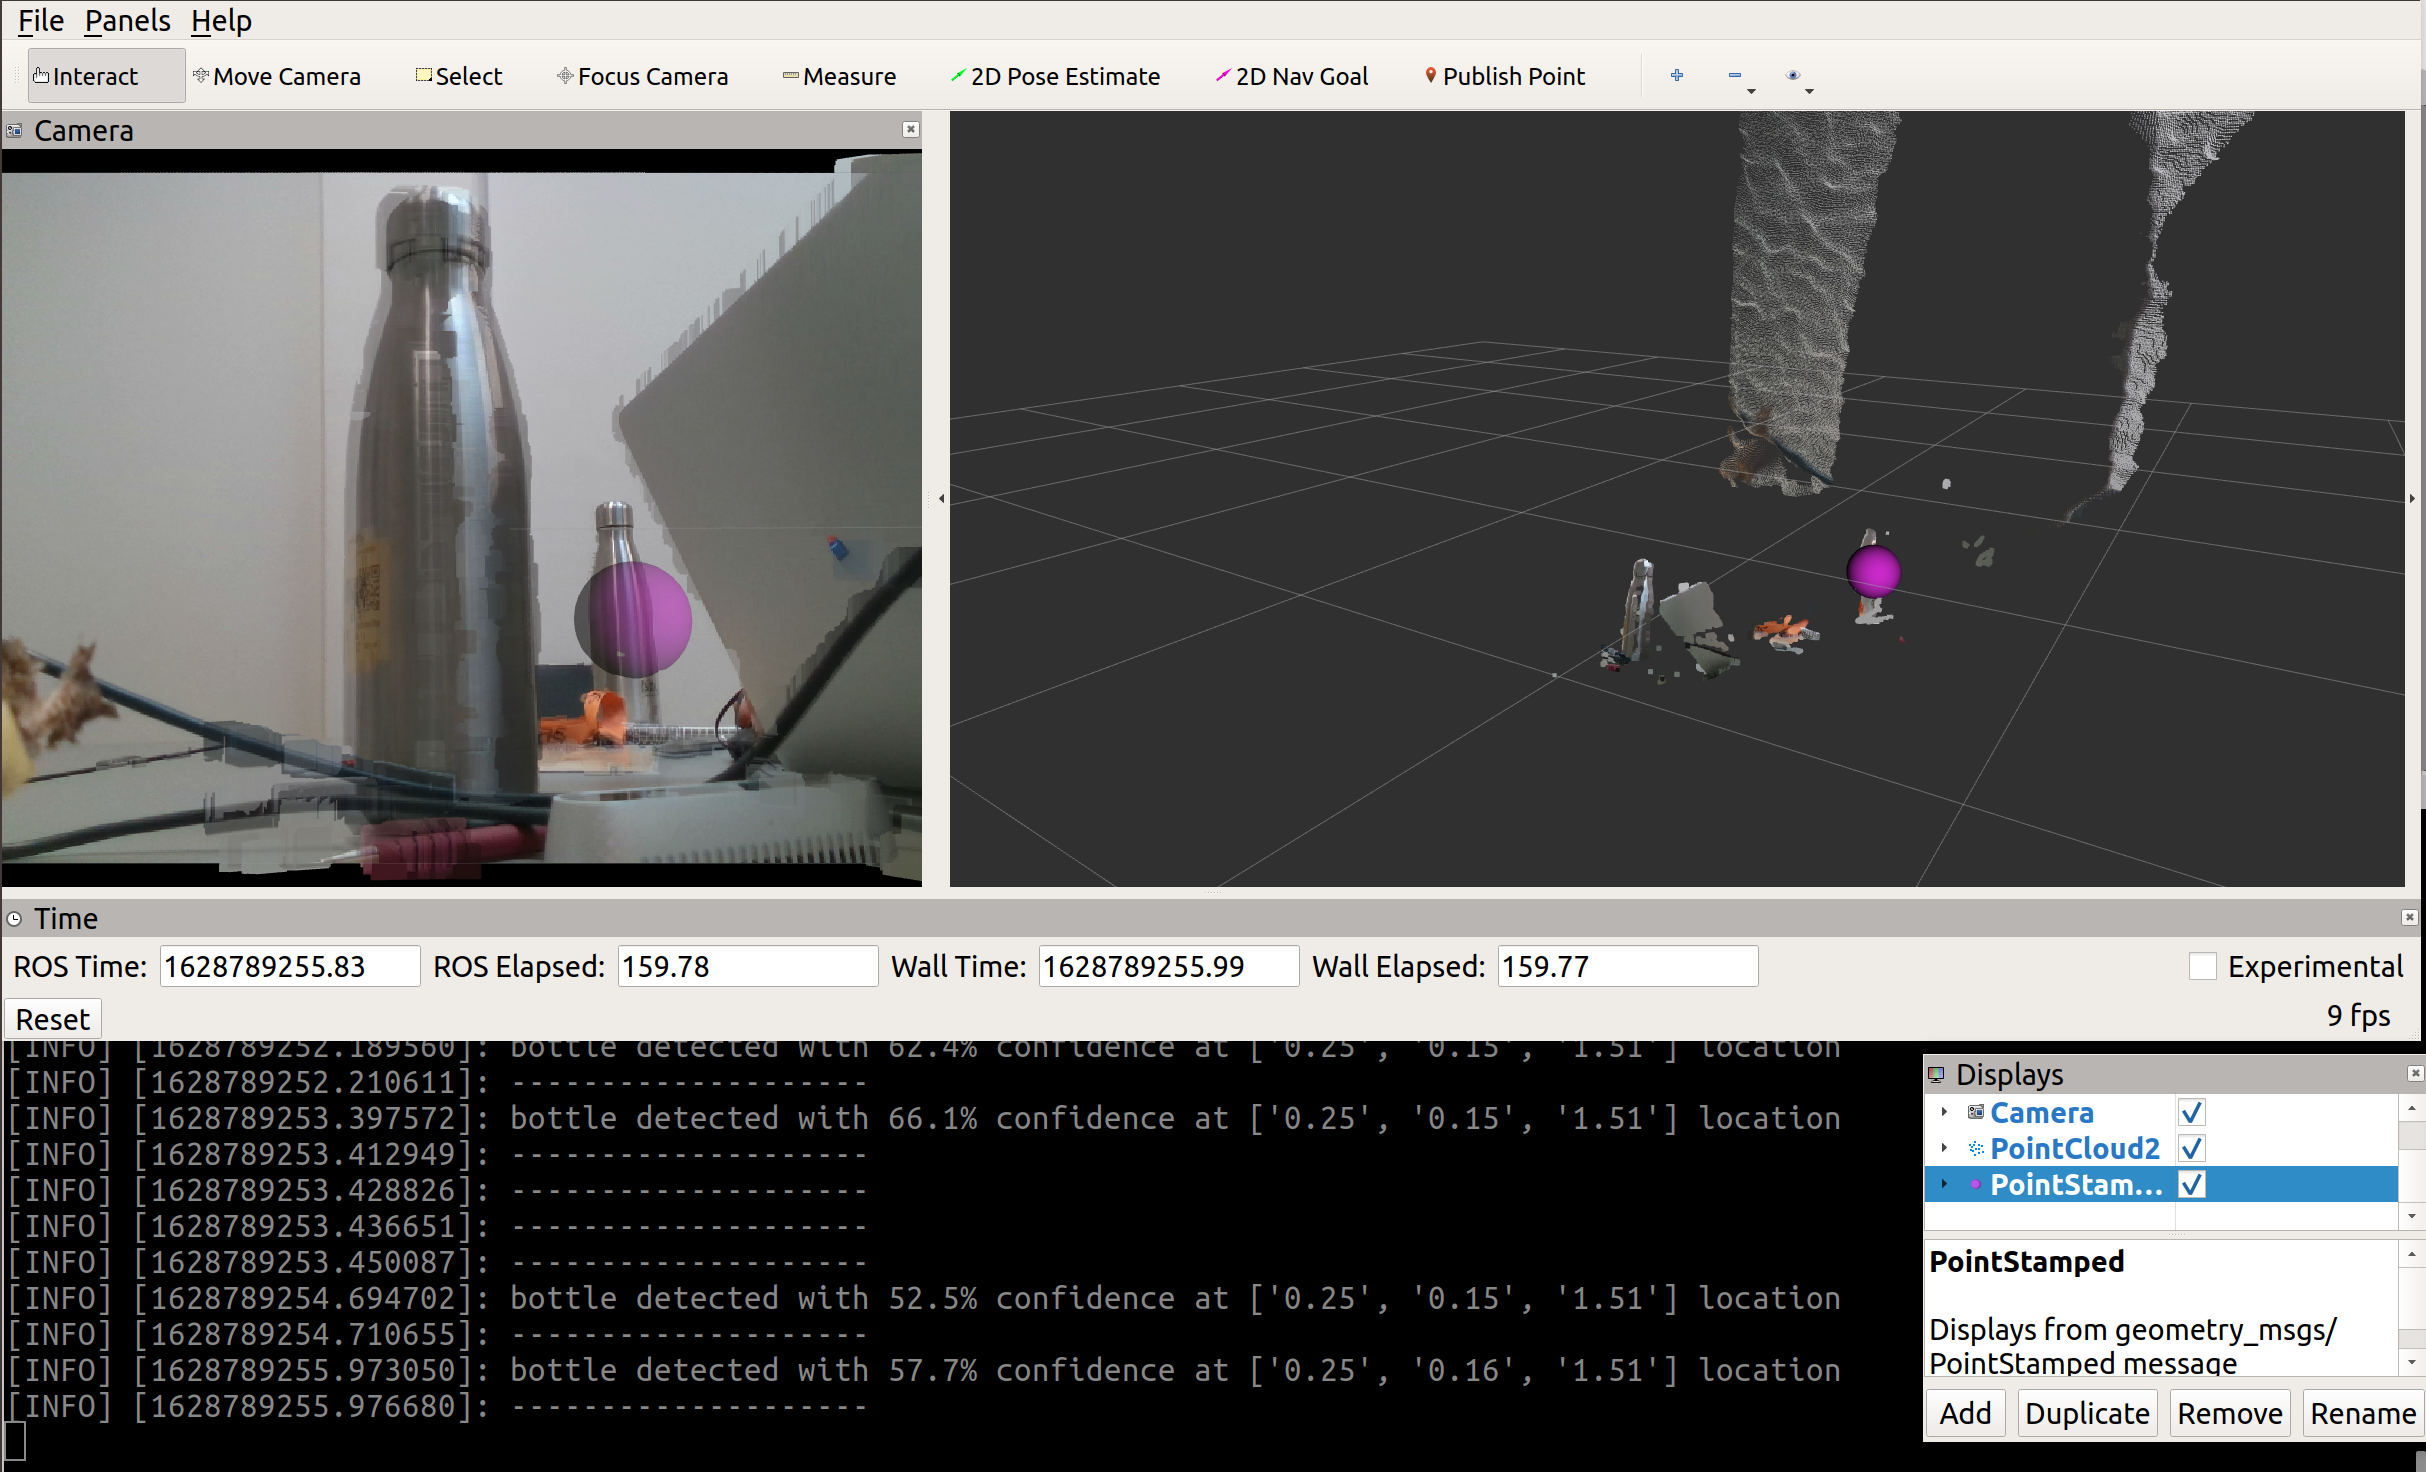 File Panels Help
Interact Move Camera Select Focus Camera Measure 2D Pose Estimate 2D Nav Goal Publish Point
Camera
Time
ROS Time: 1628789255.83 ROS Elapsed: 159.78 Wall Time: 1628789255.99 Wall Elapsed: 159.77 Experimental
Reset 9 fps
[INFO] [1628789252.189560]: bottle detected with 62.4% confidence at ['0.25', '0.15', '1.51'] location
[INFO] [1628789252.210611]: --------------------
[INFO] [1628789253.397572]: bottle detected with 66.1% confidence at ['0.25', '0.15', '1.51'] location
[INFO] [1628789253.412949]: --------------------
[INFO] [1628789253.428826]: --------------------
[INFO] [1628789253.436651]: --------------------
[INFO] [1628789253.450087]: --------------------
[INFO] [1628789254.694702]: bottle detected with 52.5% confidence at ['0.25', '0.15', '1.51'] location
[INFO] [1628789254.710655]: --------------------
[INFO] [1628789255.973050]: bottle detected with 57.7% confidence at ['0.25', '0.16', '1.51'] location
[INFO] [1628789255.976680]: --------------------
Displays
Camera
PointCloud2
PointStam...
PointStamped
Displays from geometry_msgs/
PointStamped message
Add Duplicate Remove Rename